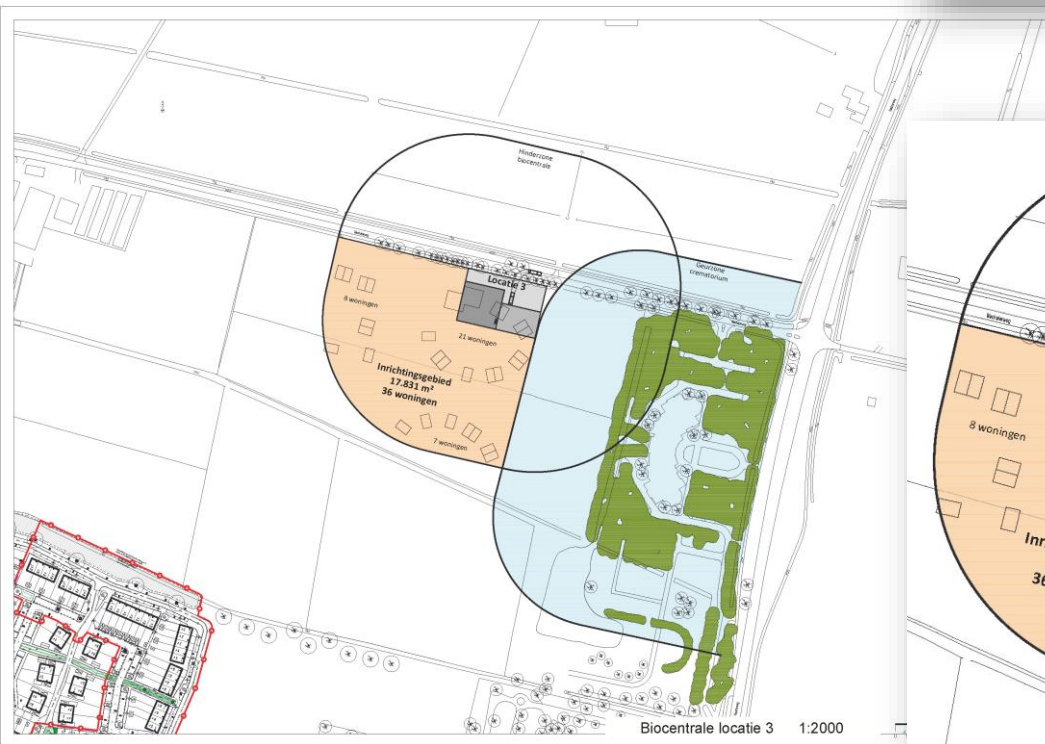 Hinderzone
biocentrale
Geurzone
crematorium
Locatie 3
8 woningen
21 woningen
Inrichtingsgebied
17.831 m²
36 woningen
7 woningen
Biocentrale locatie 3 1:2000
8 woningen
Inr
36